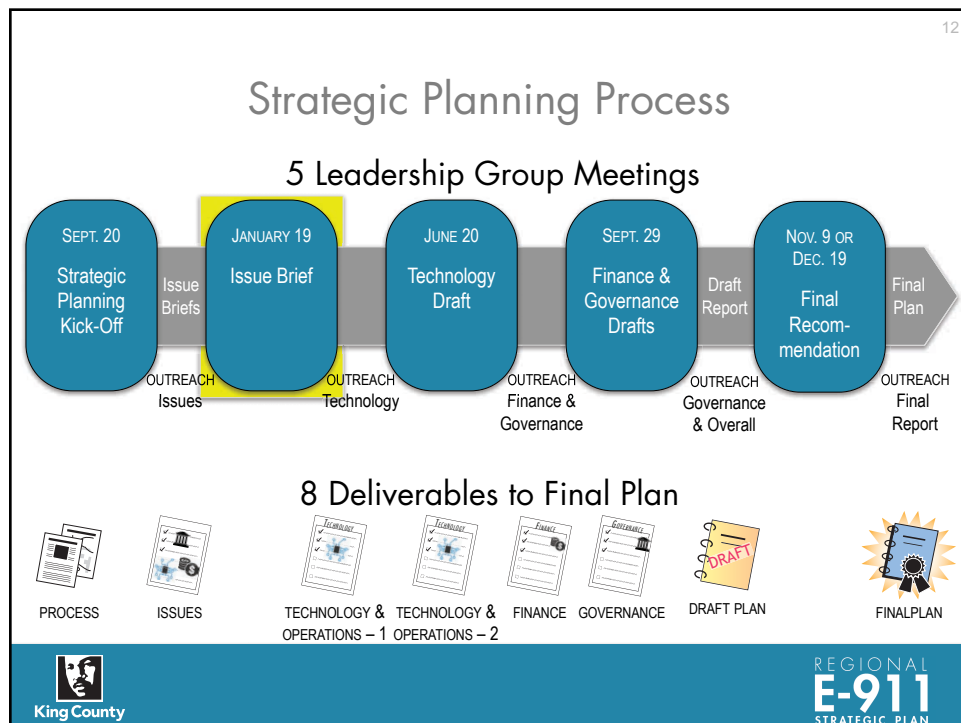 12
Strategic Planning Process
5 Leadership Group Meetings
SEPT. 20
Strategic
Planning
Kick-Off
Issue
Briefs
JANUARY 19
Issue Brief
JUNE 20
Technology
Draft
SEPT. 29
Finance &
Governance
Drafts
Draft
Report
NOV. 9 OR
DEC. 19
Final
Recom-
mendation
Final
Plan
OUTREACH
Issues
OUTREACH
Technology
OUTREACH
Finance &
Governance
OUTREACH
Governance
& Overall
OUTREACH
Final
Report
8 Deliverables to Final Plan
TECHNOLOGY
TECHNOLOGY
FINANCE
GOVERNANCE
DRAFT
PROCESS
ISSUES
TECHNOLOGY &
OPERATIONS – 1
TECHNOLOGY &
OPERATIONS – 2
FINANCE
GOVERNANCE
DRAFT PLAN
FINALPLAN
King County
REGIONAL
E-911
STRATEGIC PLAN